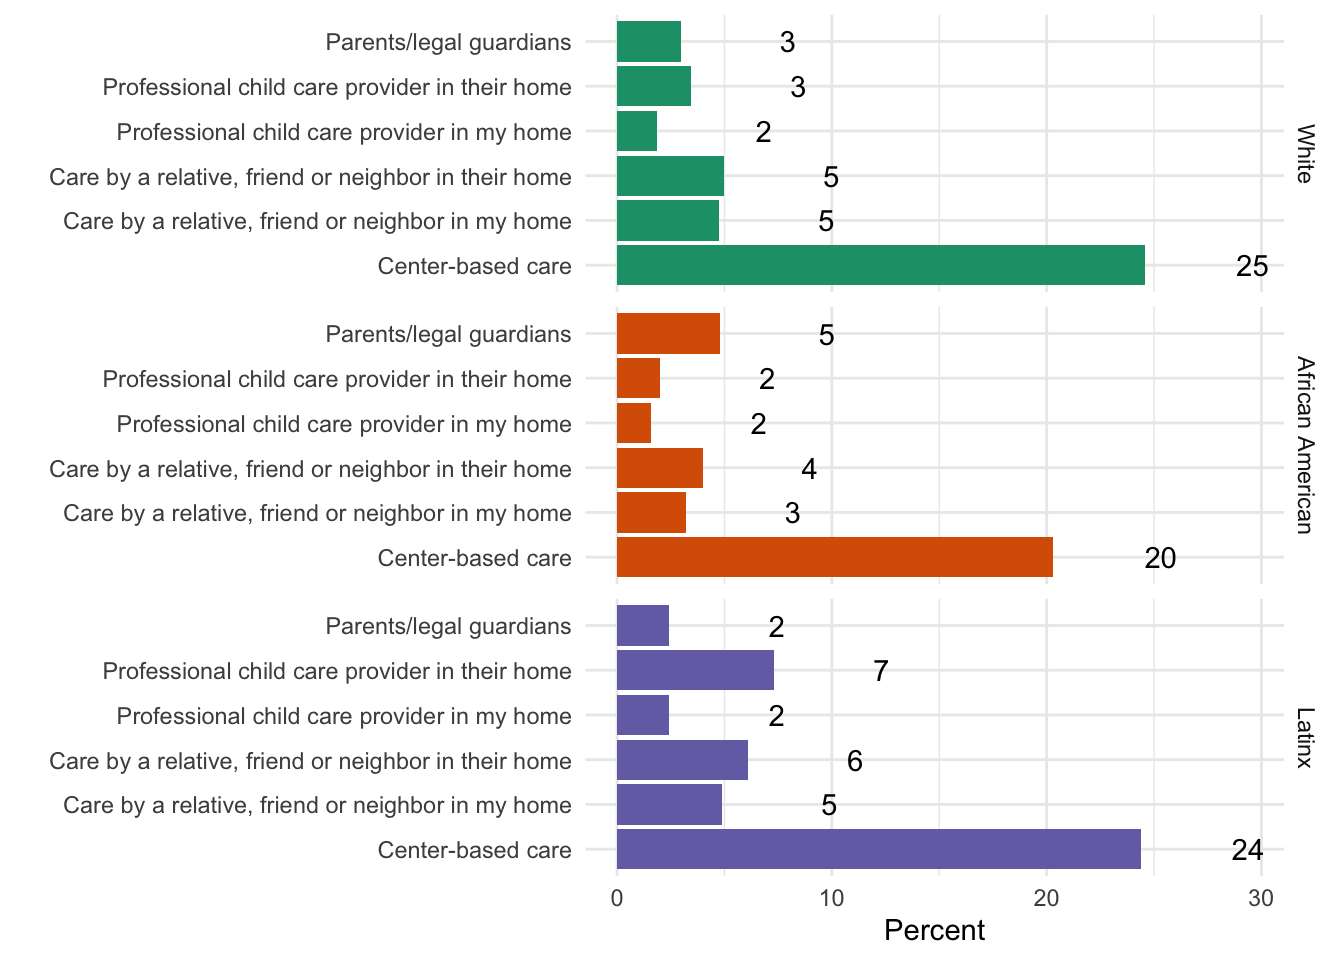 Parents/legal guardians 3
Professional child care provider in their home 3
Professional child care provider in my home 2
Care by a relative, friend or neighbor in their home 5
Care by a relative, friend or neighbor in my home 5
Center-based care 25
White
Parents/legal guardians 5
Professional child care provider in their home 2
Professional child care provider in my home 2
Care by a relative, friend or neighbor in their home 4
Care by a relative, friend or neighbor in my home 3
Center-based care 20
African American
Parents/legal guardians 2
Professional child care provider in their home 7
Professional child care provider in my home 2
Care by a relative, friend or neighbor in their home 6
Care by a relative, friend or neighbor in my home 5
Center-based care 24
Latinx
0 10 20 30
Percent